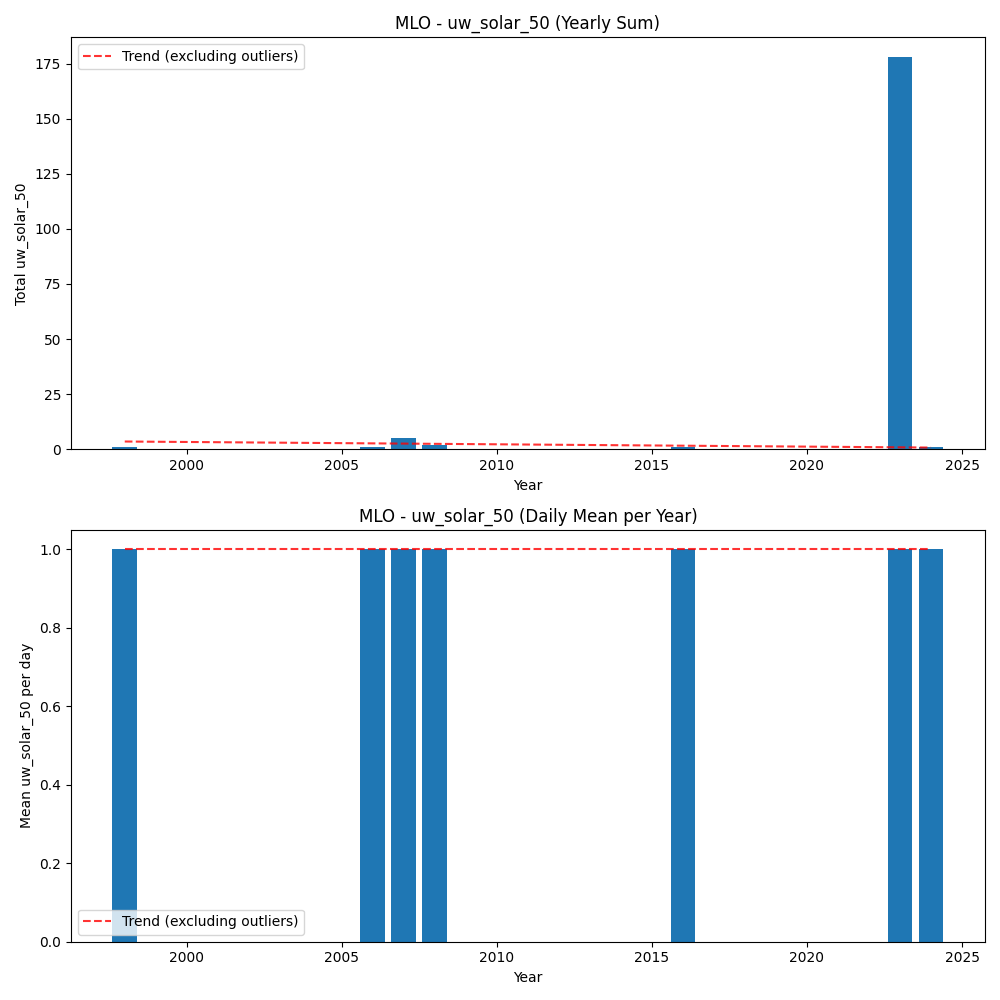 MLO - uw_solar_50 (Yearly Sum)
Trend (excluding outliers)
175
150
125
100
75
50
25
0
Total uw_solar_50
2000 2005 2010 2015 2020 2025
Year
MLO - uw_solar_50 (Daily Mean per Year)
1.0
0.8
0.6
0.4
0.2
0.0
Mean uw_solar_50 per day
Trend (excluding outliers)
2000 2005 2010 2015 2020 2025
Year